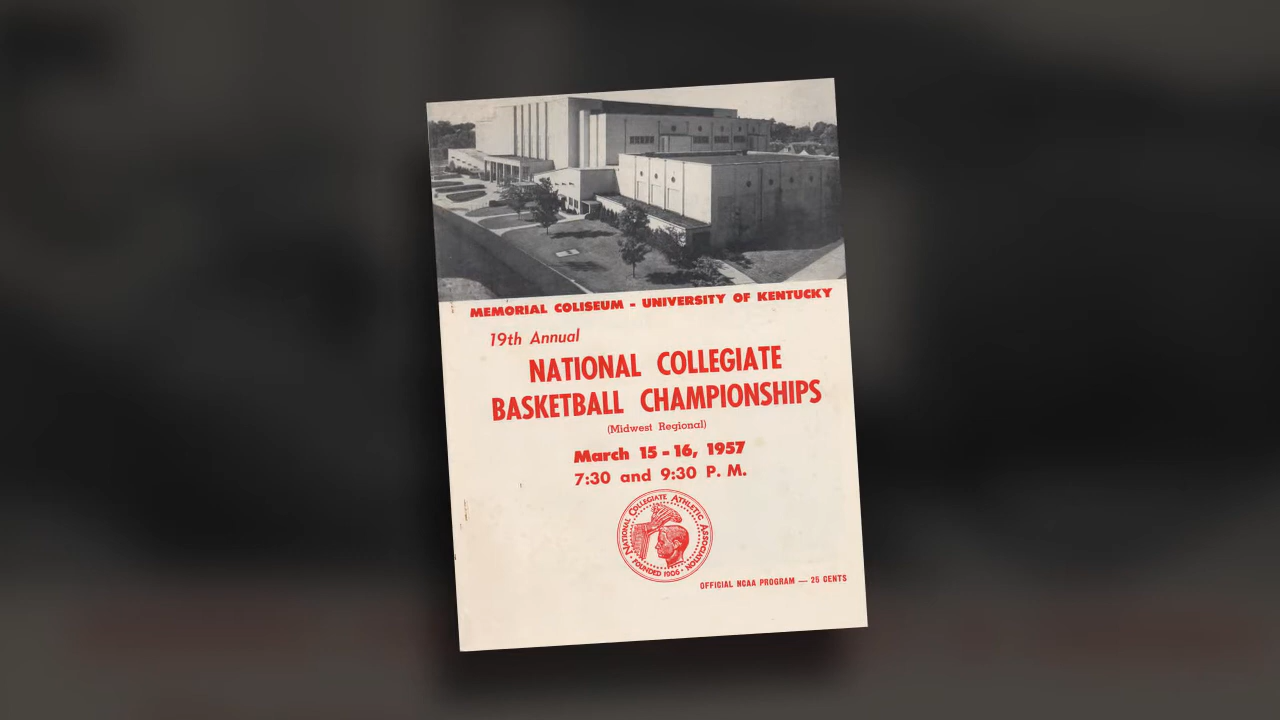 MEMORIAL COLISEUM - UNIVERSITY OF KENTUCKY
19th Annual
NATIONAL COLLEGIATE
BASKETBALL CHAMPIONSHIPS
(Midwest Regional)
March 15 - 16, 1957
7:30 and 9:30 P. M.
NATIONAL COLLEGIATE ATHLETIC ASSOCIATION
· FOUNDED 1906 ·
OFFICIAL NCAA PROGRAM — 25 CENTS